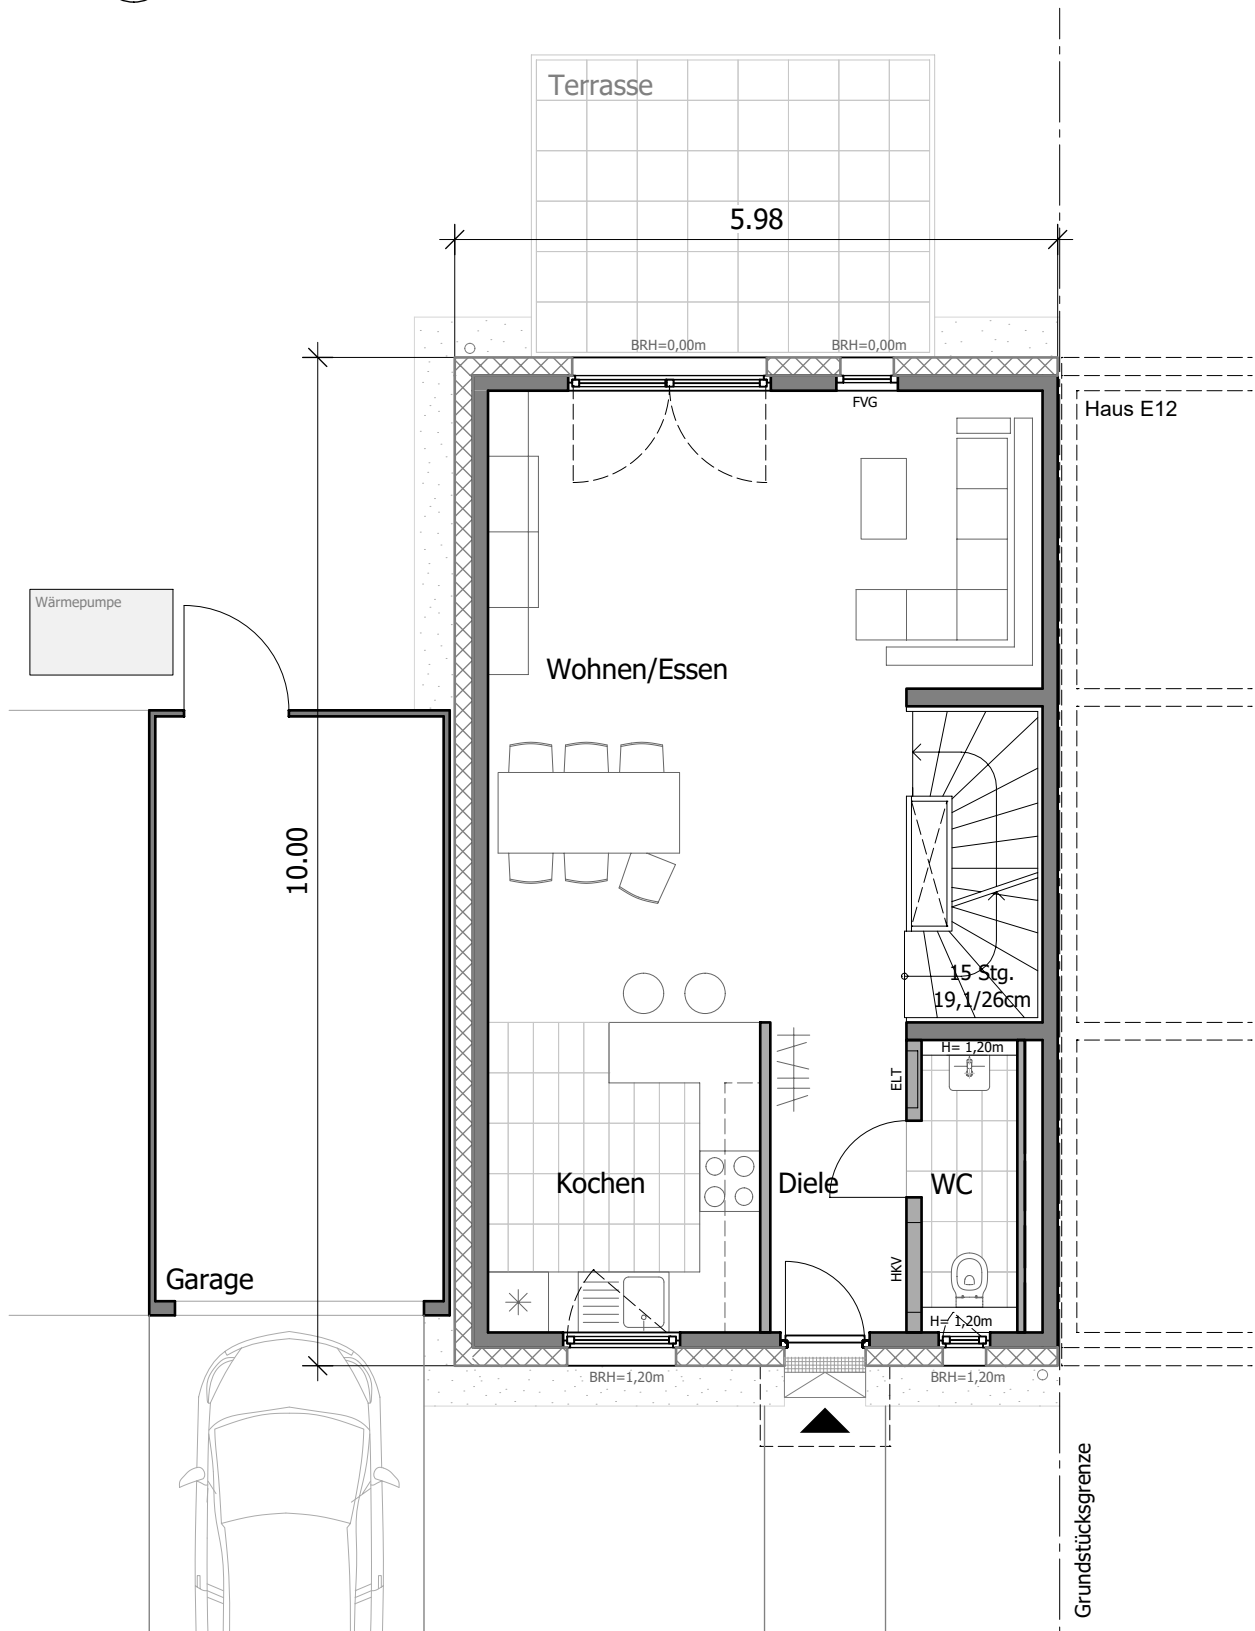 Terrasse
5.98
BRH=0,00m
BRH=0,00m
FVG
Haus E12
Wärmepumpe
Wohnen/Essen
10.00
15 Stg.
19,1/26cm
H= 1,20m
ELT
Kochen
Diele
WC
HKV
Garage
H= 1,20m
BRH=1,20m
BRH=1,20m
Grundstücksgrenze